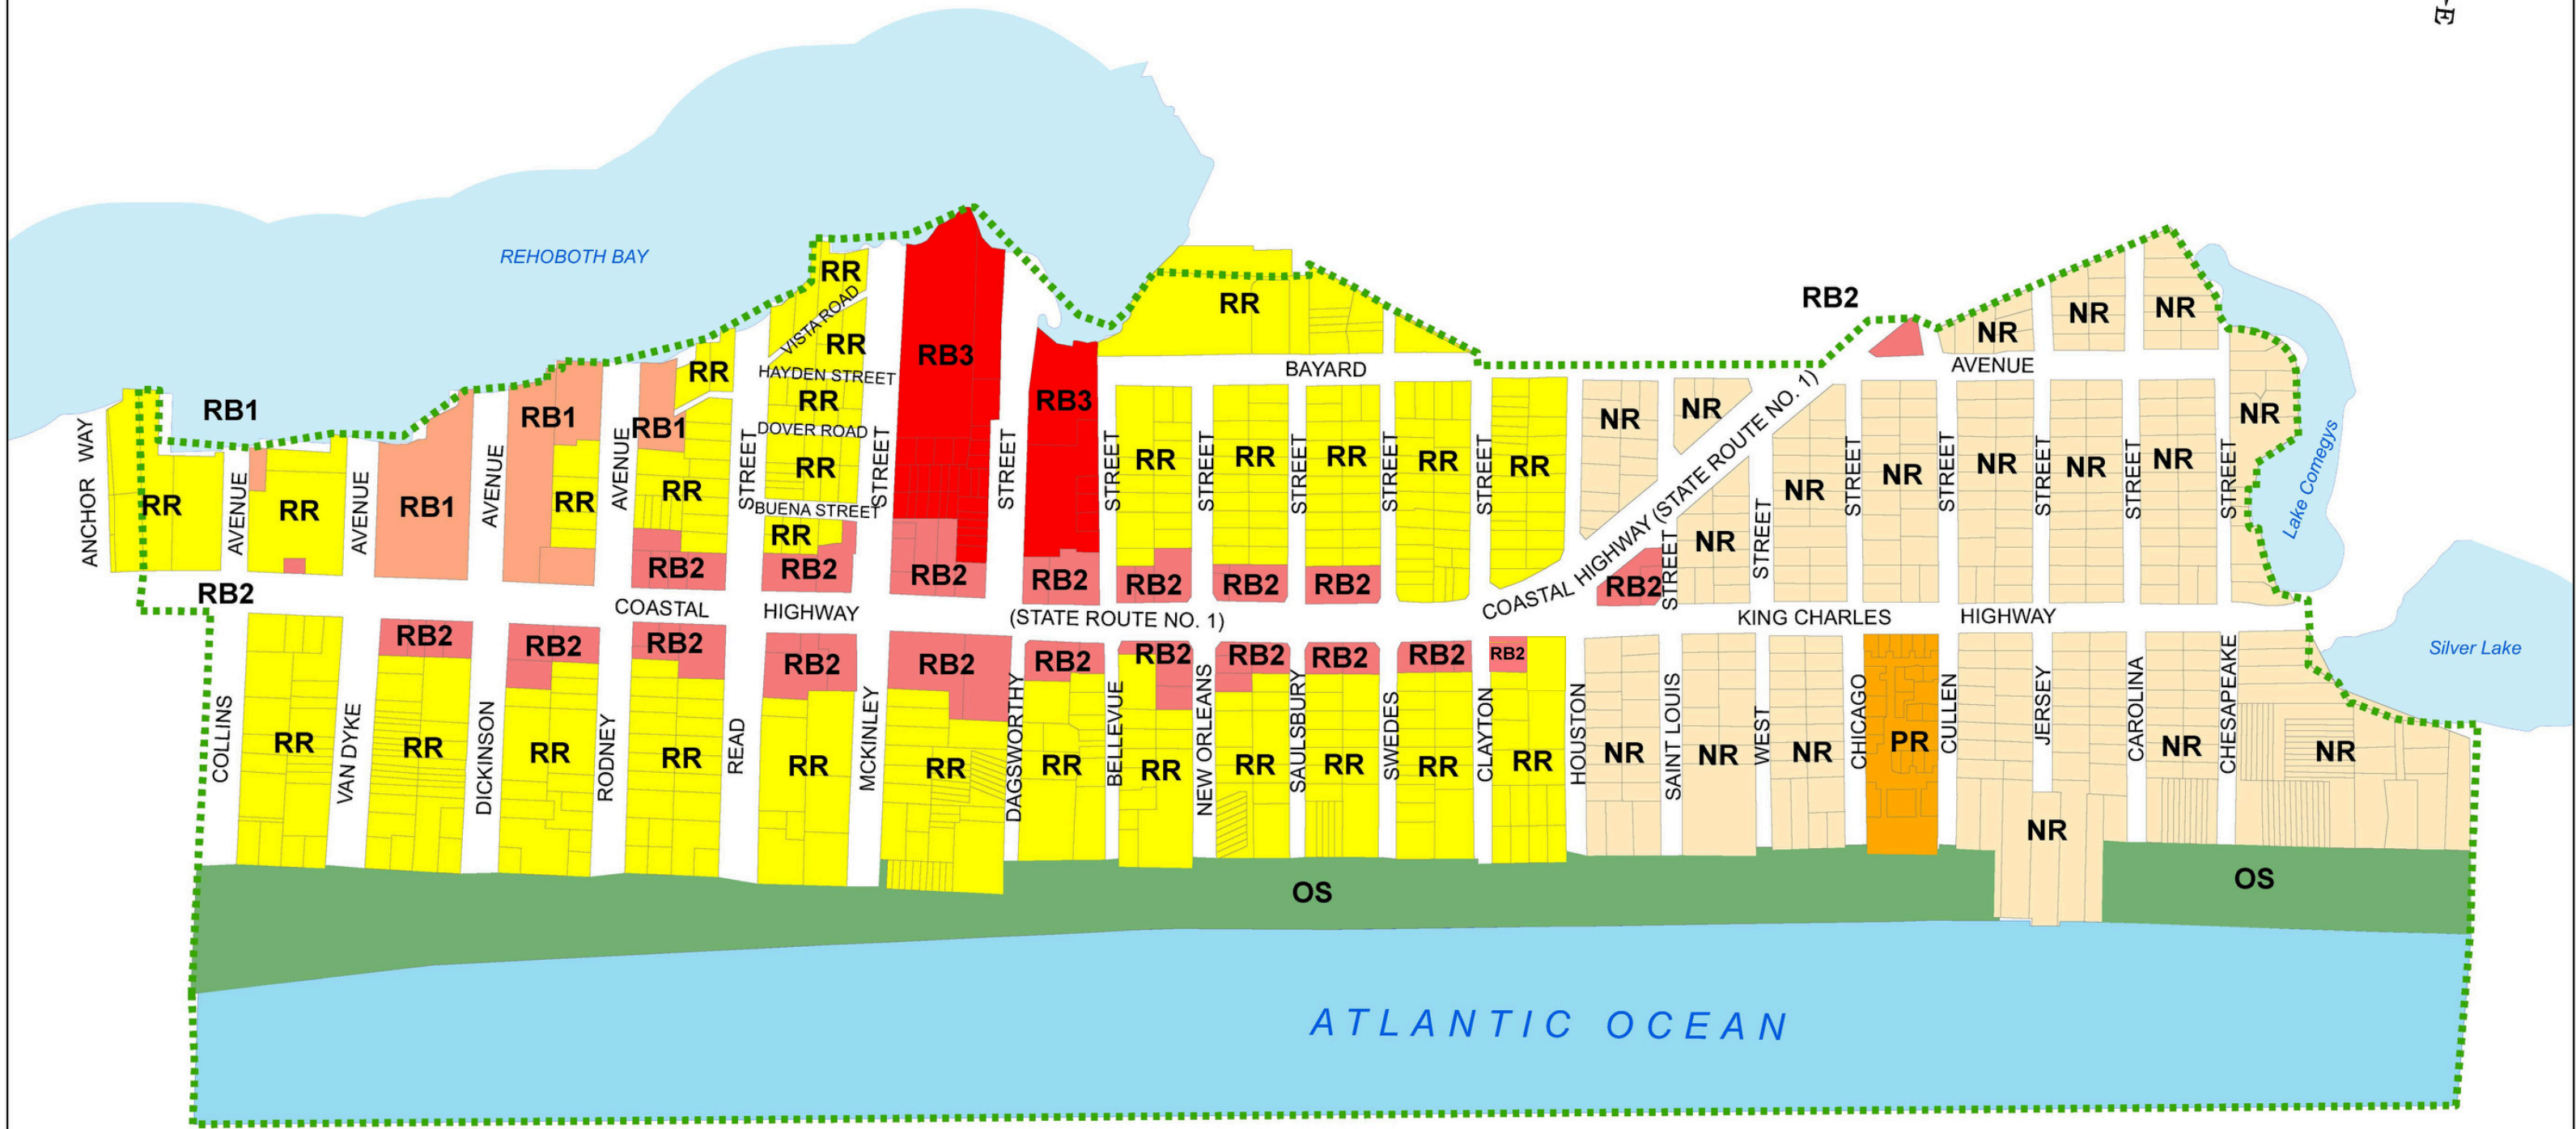 E
REHOBOTH BAY
RR
VISTA ROAD
RR
HAYDEN STREET
RR
RR
DOVER ROAD
RR
BUENA STREET
RR
RB3
RB3
RR
BAYARD
RB2
AVENUE
NR
NR
NR
NR
Lake Comegys
Silver Lake
RB1
RB1
RB1
RB1
ANCHOR WAY
RR
AVENUE
RR
AVENUE
AVENUE
RR
AVENUE
RR
STREET
STREET
STREET
STREET
RR
STREET
RR
STREET
RR
STREET
RR
STREET
RR
NR
NR
COASTAL HIGHWAY (STATE ROUTE NO. 1)
STREET
NR
STREET
NR
STREET
NR
STREET
NR
STREET
NR
STREET
NR
STREET
RB2
RB2
RB2
RB2
RB2
RB2
RB2
RB2
RB2
COASTAL HIGHWAY
(STATE ROUTE NO. 1)
KING CHARLES HIGHWAY
RB2
RB2
RB2
RB2
RB2
RB2
RB2
RB2
RB2
RB2
RB2
COLLINS
RR
VAN DYKE
RR
DICKINSON
RR
RODNEY
RR
READ
RR
MCKINLEY
RR
DAGSWORTHY
RR
BELLEVUE
RR
NEW ORLEANS
RR
SAULSBURY
RR
SWEDES
RR
CLAYTON
RR
HOUSTON
NR
SAINT LOUIS
NR
WEST
NR
CHICAGO
PR
CULLEN
JERSEY
NR
CAROLINA
NR
CHESAPEAKE
NR
OS
OS
ATLANTIC OCEAN